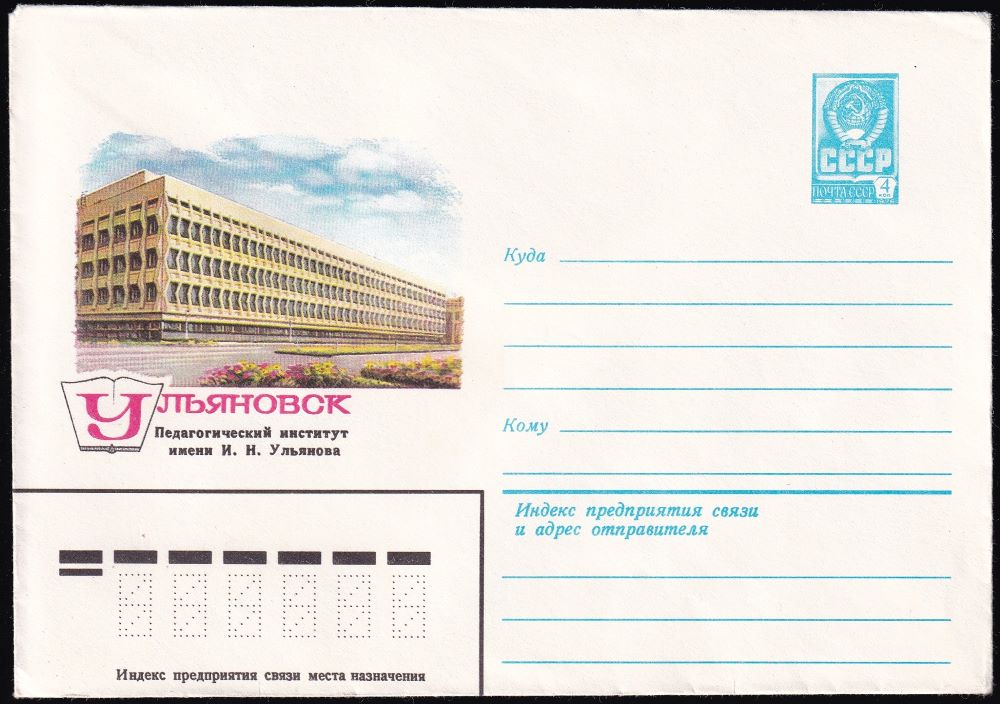 СССР
ПОЧТА СССР 4
КОП
Куда
УЛЬЯНОВСК
Педагогический институт
имени И. Н. Ульянова
Кому
Индекс предприятия связи
и адрес отправителя
Индекс предприятия связи места назначения